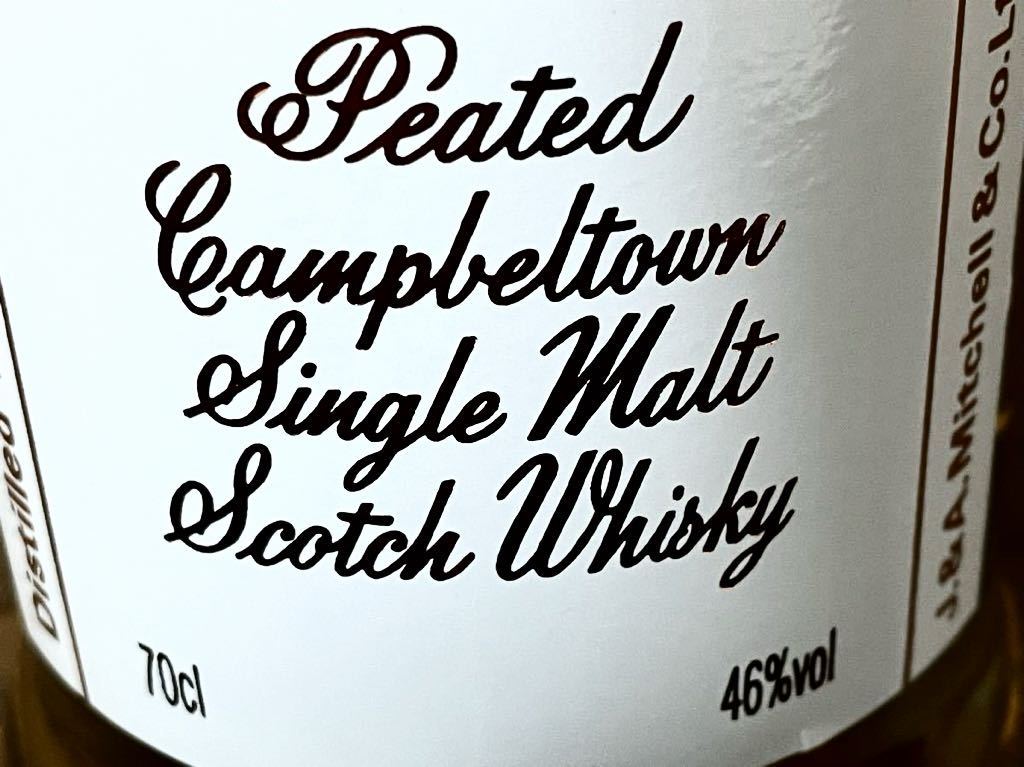 Peated
Campbeltown
Single Malt
Scotch Whisky
70cl
46%vol
Distilled
J.&A.Mitchell & Co.